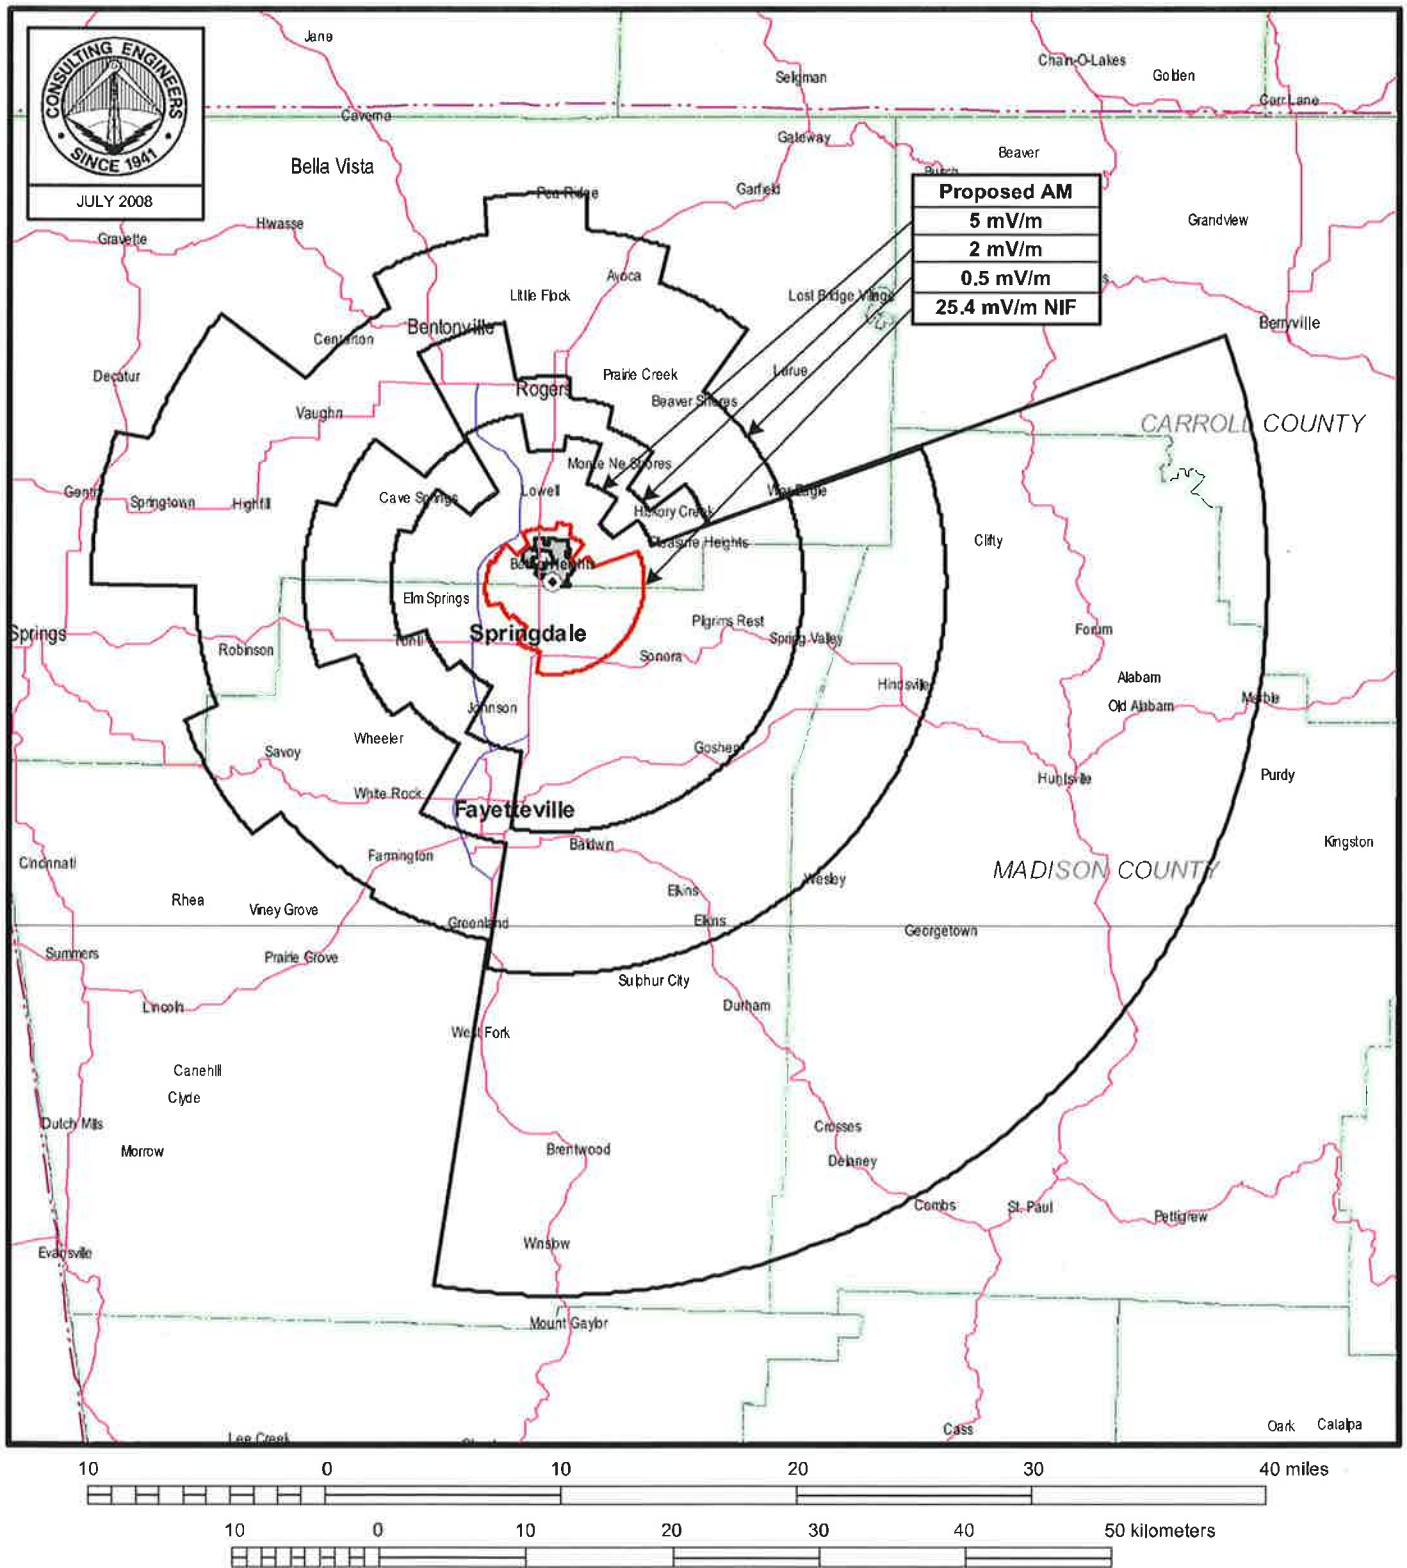 CONSULTING ENGINEERS
SINCE 1941
JULY 2008
Jane
Seligman
Chain-O-Lakes
Golden
Carr Lane
Caverna
Gateway
Beaver
Bella Vista
Pea Ridge
Garfield
Proposed AM
5 mV/m
2 mV/m
0.5 mV/m
25.4 mV/m NIF
Grandview
Hiwasse
Gravette
Avoca
Little Flock
Lost Bridge Village
Bentonville
Berryville
Centerton
Larue
Decatur
Prairie Creek
Rogers
Beaver Shores
Vaughn
CARROLL COUNTY
Monte Ne Shores
Gentry
Springtown
Highfill
Cave Springs
Lowell
War Eagle
Hickory Creek
Pleasure Heights
Clifty
Bethel Heights
Elm Springs
Springs
Springdale
Pilgrims Rest
Spring Valley
Forum
Robinson
Tontitown
Sonora
Hindsville
Alabam
Old Alabam
Marble
Johnson
Wheeler
Savoy
Goshen
Huntsville
Purdy
White Rock
Fayetteville
Baldwin
Kingston
Farmington
Cincinnati
MADISON COUNTY
Wesley
Elkins
Rhea
Viney Grove
Greenland
Elkins
Georgetown
Summers
Prairie Grove
Sulphur City
Lincoln
Durham
West Fork
Canehill
Clyde
Dutch Mills
Crosses
Morrow
Brentwood
Delaney
Combs
St. Paul
Pettigrew
Evansville
Winslow
Mount Gaylor
Cass
Oark
Catalpa
Lee Creek
10 0 10 20 30 40 miles
10 0 10 20 30 40 50 kilometers